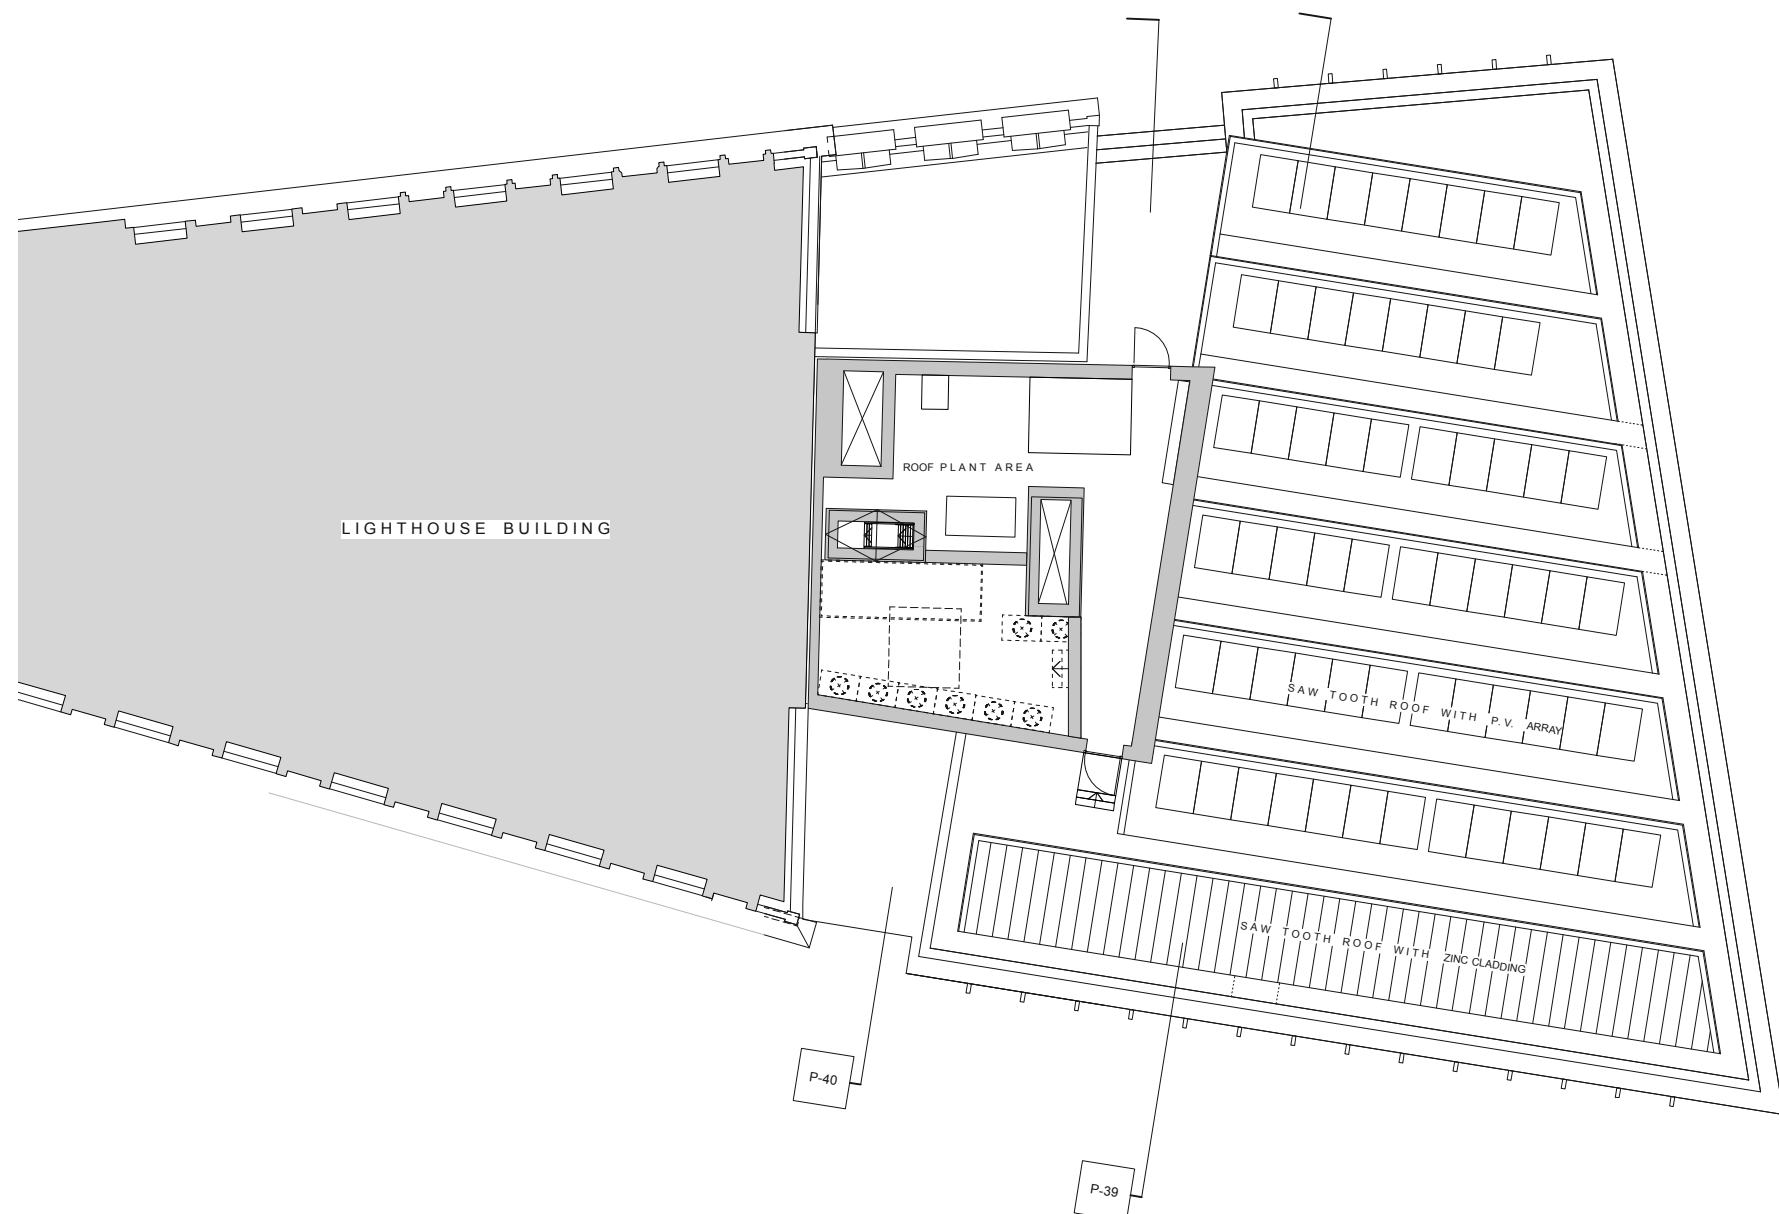 ROOF PLANT AREA
LIGHTHOUSE BUILDING
SAW TOOTH ROOF WITH P.V. ARRAY
SAW TOOTH ROOF WITH ZINC CLADDING
P-40
P-39